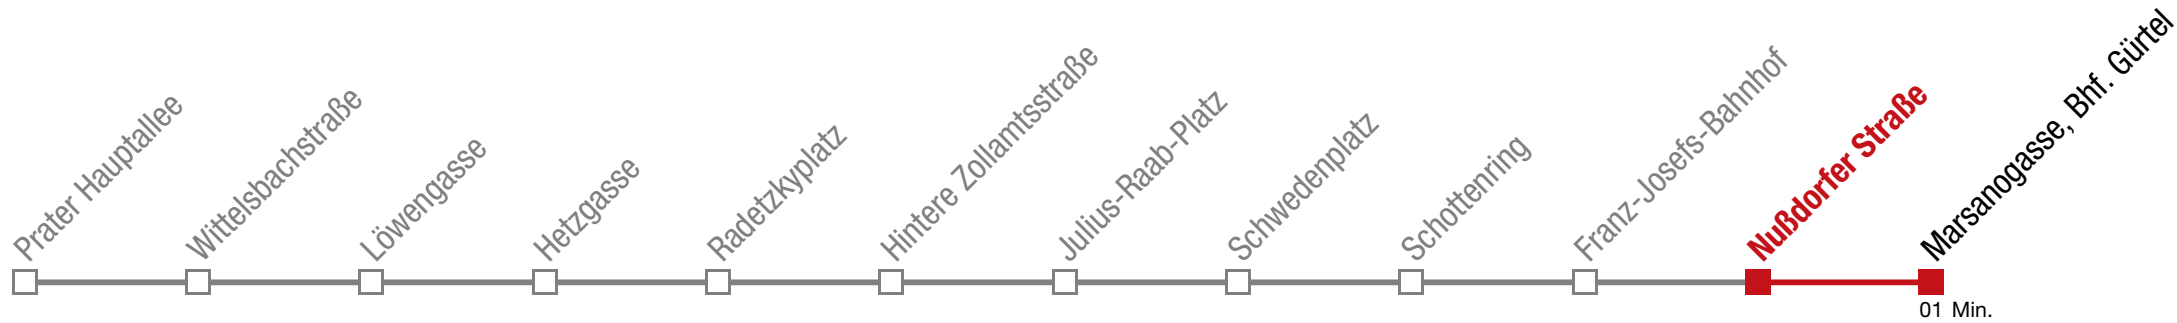 Prater Hauptallee
Wittelsbachstraße
Löwengasse
Hetzgasse
Radetzkyplatz
Hintere Zollamtsstraße
Julius-Raab-Platz
Schwedenplatz
Schottenring
Franz-Josefs-Bahnhof
Nußdorfer Straße
Marsanogasse, Bhf. Gürtel
01 Min.